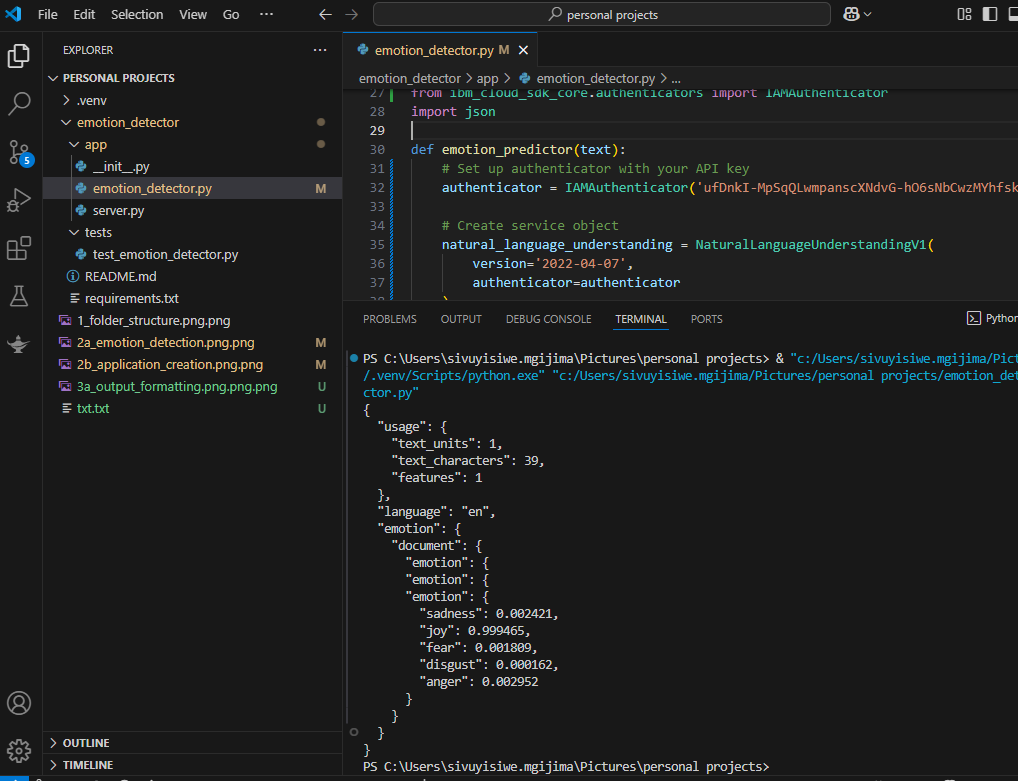 File Edit Selection View Go ··· personal projects
EXPLORER ···
PERSONAL PROJECTS
.venv
emotion_detector
app
__init__.py
emotion_detector.py M
server.py
tests
test_emotion_detector.py
README.md
requirements.txt
1_folder_structure.png.png
2a_emotion_detection.png.png M
2b_application_creation.png.png M
3a_output_formatting.png.png.png U
txt.txt U
OUTLINE
TIMELINE
5
emotion_detector.py M
emotion_detector > app > emotion_detector.py > ...
27 from ibm_cloud_sdk_core.authenticators import IAMAuthenticator
28 import json
29
30 def emotion_predictor(text):
31 # Set up authenticator with your API key
32 authenticator = IAMAuthenticator('ufDnkI-MpSqQLwmpanscXNdvG-hO6sNbCwzMYhfsk
33
34 # Create service object
35 natural_language_understanding = NaturalLanguageUnderstandingV1(
36 version='2022-04-07',
37 authenticator=authenticator
38 )
PROBLEMS OUTPUT DEBUG CONSOLE TERMINAL PORTS Python
PS C:\Users\sivuyisiwe.mgijima\Pictures\personal projects> & "c:/Users/sivuyisiwe.mgijima/Pict
/.venv/Scripts/python.exe" "c:/Users/sivuyisiwe.mgijima/Pictures/personal projects/emotion_det
ctor.py"
{
"usage": {
"text_units": 1,
"text_characters": 39,
"features": 1
},
"language": "en",
"emotion": {
"document": {
"emotion": {
"emotion": {
"emotion": {
"sadness": 0.002421,
"joy": 0.999465,
"fear": 0.001809,
"disgust": 0.000162,
"anger": 0.002952
}
}
}
}
PS C:\Users\sivuyisiwe.mgijima\Pictures\personal projects>